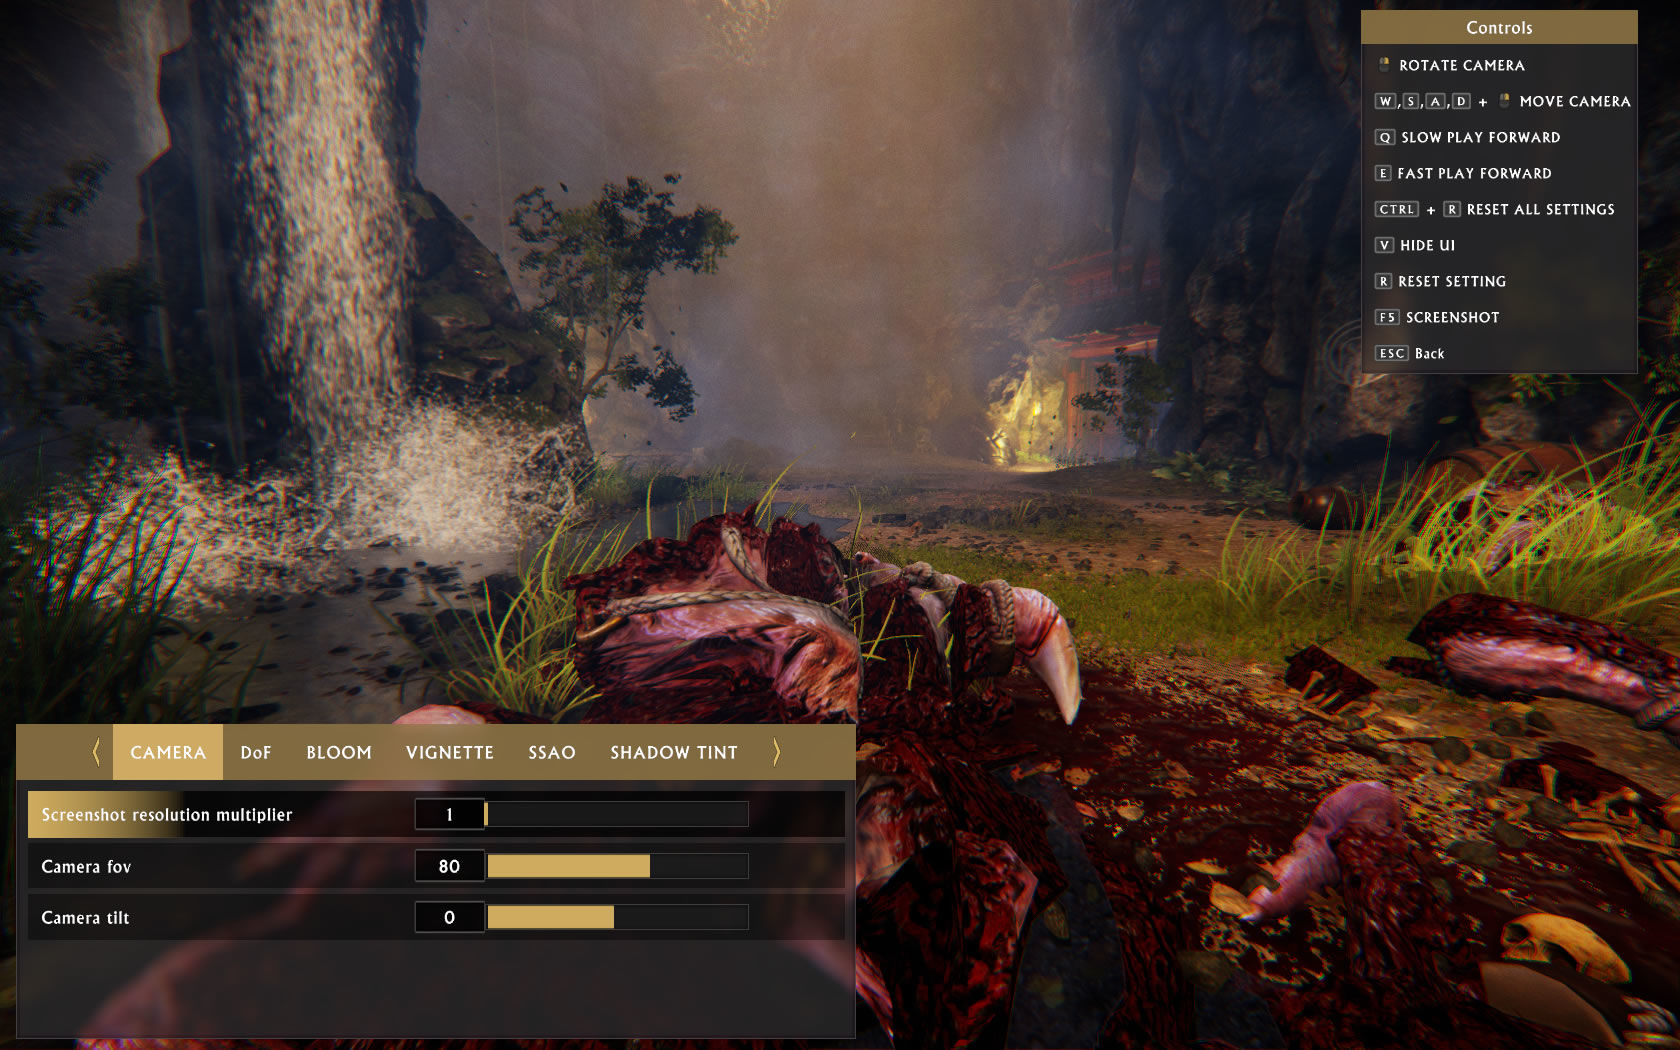 Controls
ROTATE CAMERA
W,S,A,D + MOVE CAMERA
Q SLOW PLAY FORWARD
E FAST PLAY FORWARD
CTRL + R RESET ALL SETTINGS
V HIDE UI
R RESET SETTING
F5 SCREENSHOT
ESC Back
CAMERA DoF BLOOM VIGNETTE SSAO SHADOW TINT
Screenshot resolution multiplier 1
Camera fov 80
Camera tilt 0